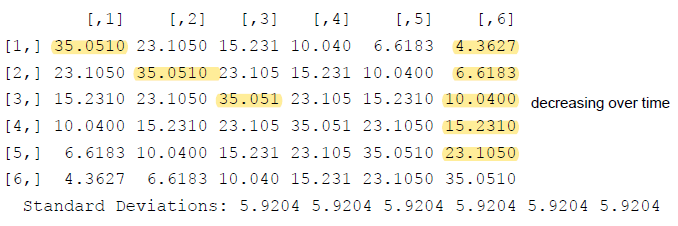 [,1] [,2] [,3] [,4] [,5] [,6]
[1,] 35.0510 23.1050 15.231 10.040 6.6183 4.3627
[2,] 23.1050 35.0510 23.105 15.231 10.0400 6.6183
[3,] 15.2310 23.1050 35.051 23.105 15.2310 10.0400 decreasing over time
[4,] 10.0400 15.2310 23.105 35.051 23.1050 15.2310
[5,] 6.6183 10.0400 15.231 23.105 35.0510 23.1050
[6,] 4.3627 6.6183 10.040 15.231 23.1050 35.0510
Standard Deviations: 5.9204 5.9204 5.9204 5.9204 5.9204 5.9204